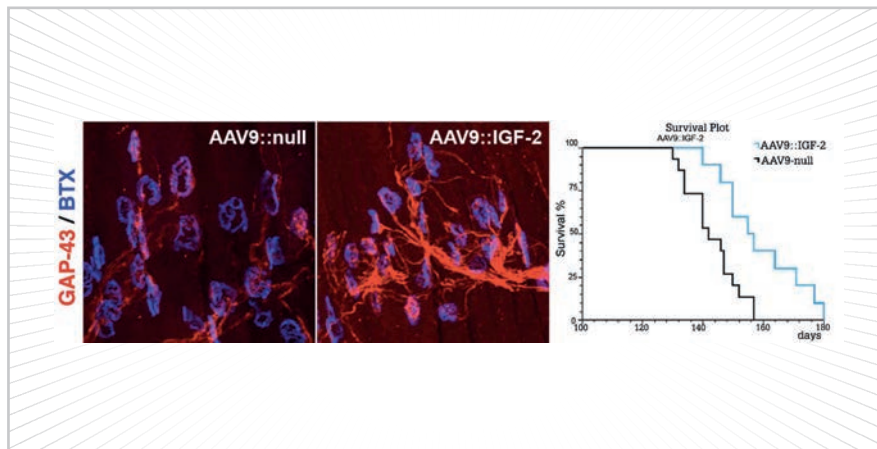 GAP-43 / BTX
AAV9::null
AAV9::IGF-2
Survival Plot
AAV9::IGF-2
AAV9::IGF-2
AAV9-null
Survival %
100
75
50
25
0
100
120
140
160
180
days